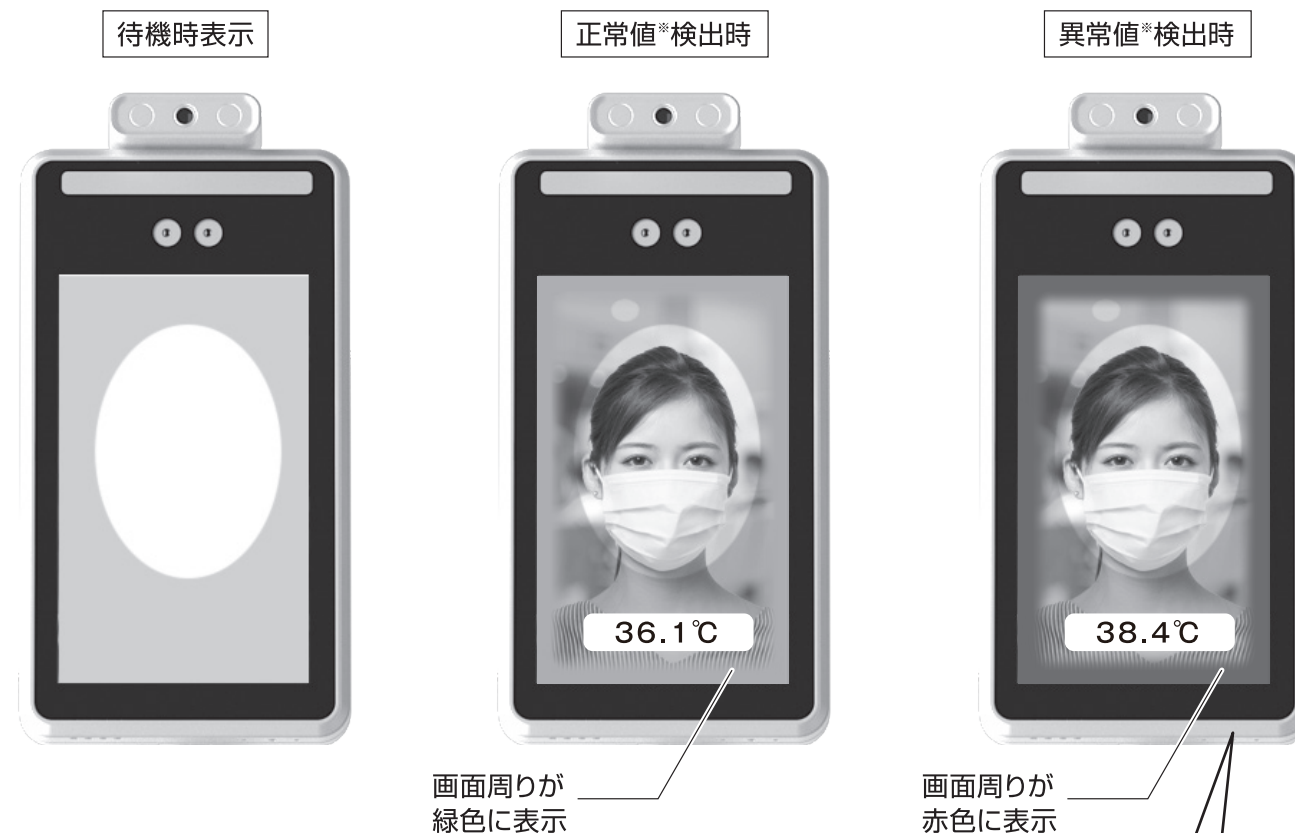 待機時表示
正常値※検出時
異常値※検出時
36.1℃
38.4℃
画面周りが
緑色に表示
画面周りが
赤色に表示